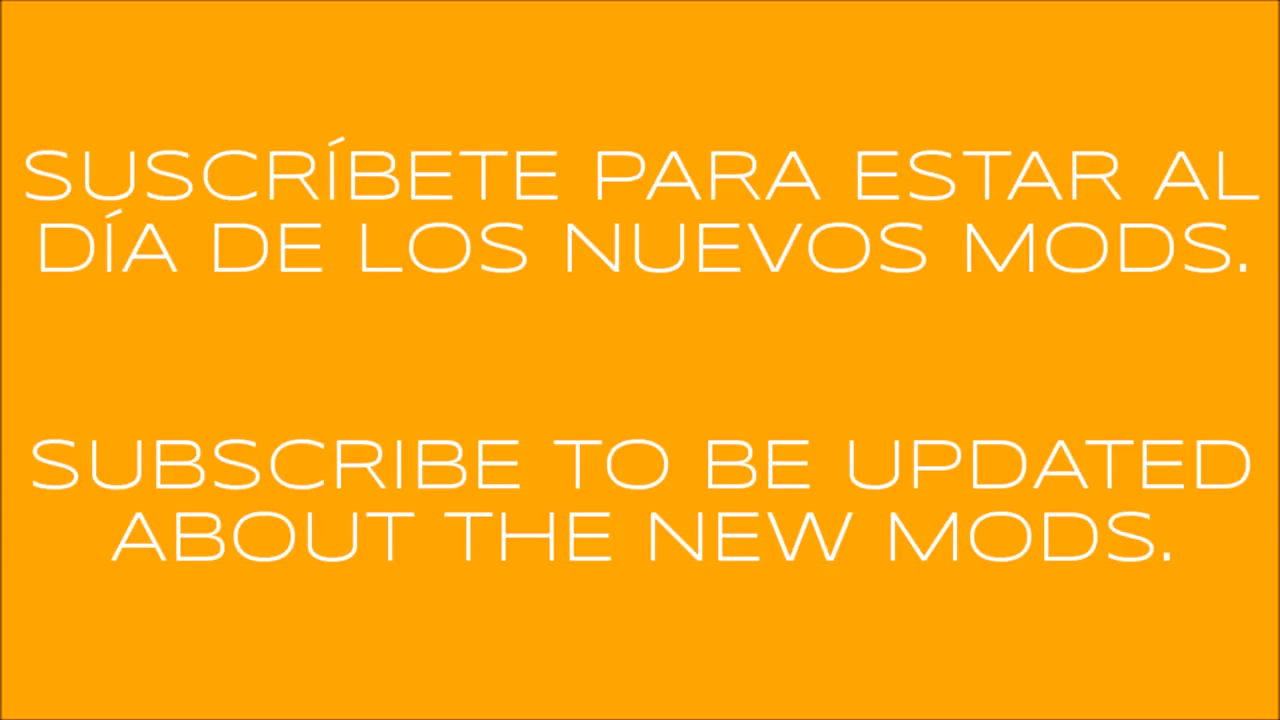 SUSCRÍBETE PARA ESTAR AL
DÍA DE LOS NUEVOS MODS.
SUBSCRIBE TO BE UPDATED
ABOUT THE NEW MODS.